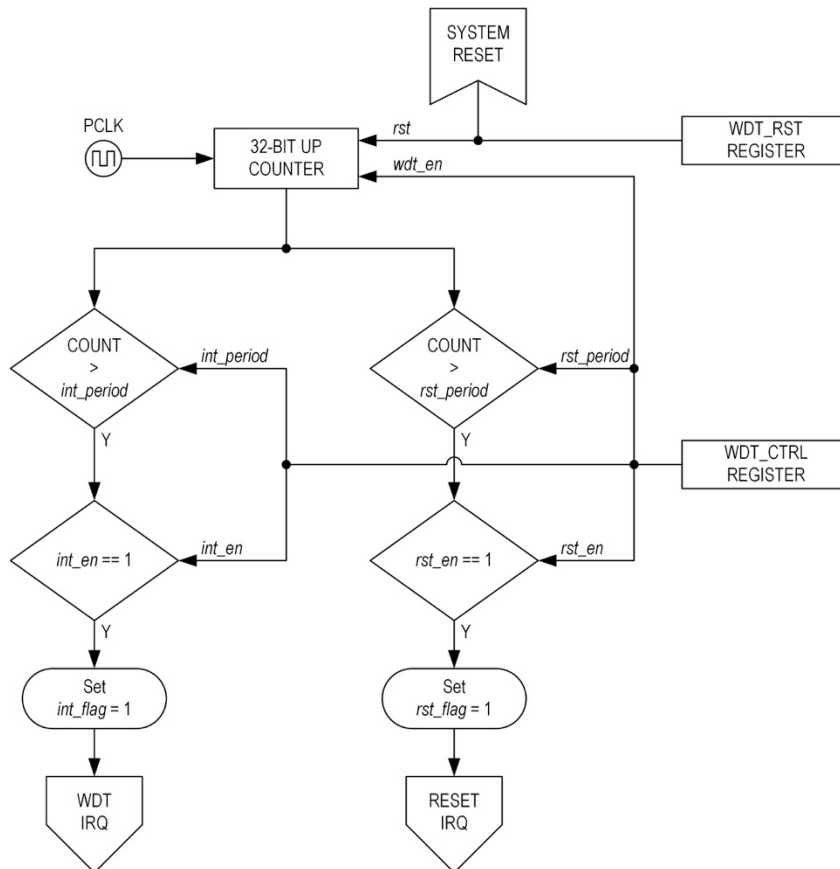 SYSTEM
RESET
PCLK
32-BIT UP
COUNTER
rst
wdt_en
WDT_RST
REGISTER
COUNT
>
int_period
int_period
COUNT
>
rst_period
rst_period
Y
Y
WDT_CTRL
REGISTER
int_en == 1
int_en
rst_en == 1
rst_en
Y
Y
Set
int_flag = 1
Set
rst_flag = 1
WDT
IRQ
RESET
IRQ